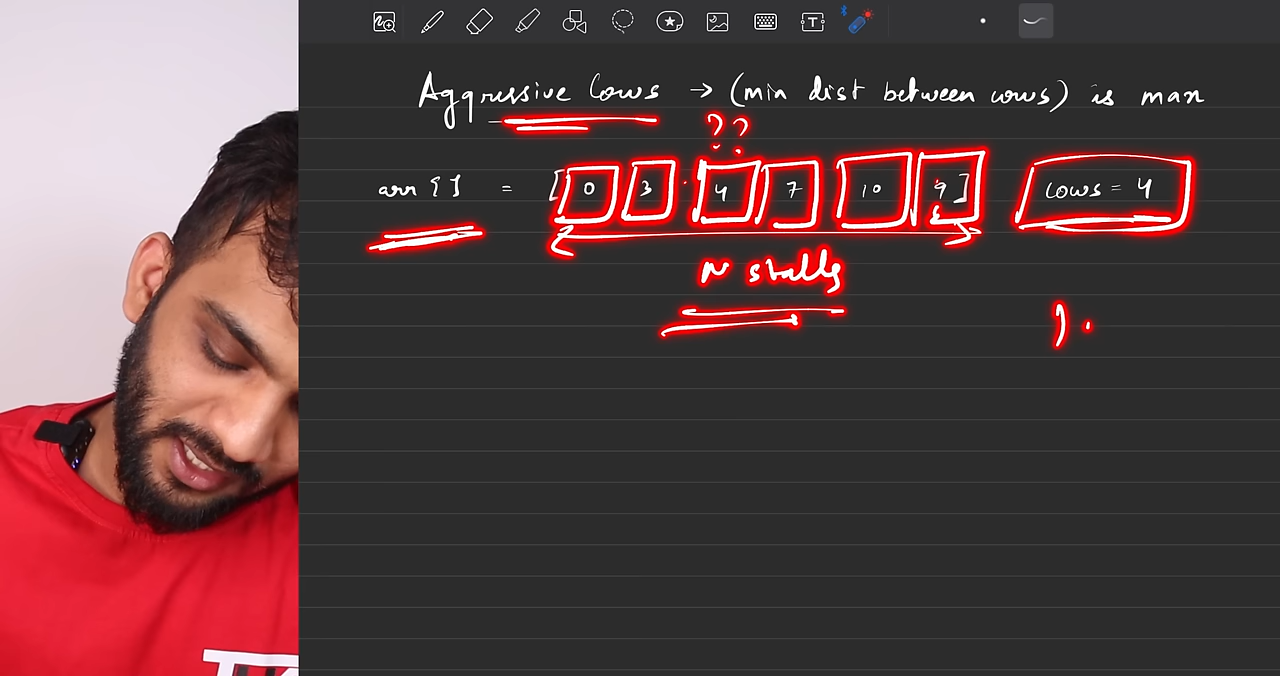 Aggressive Cows → (min dist between cows) is max
??
arr [ ] = [ 0 3 4 7 10 9 ] cows = 4
N stalls